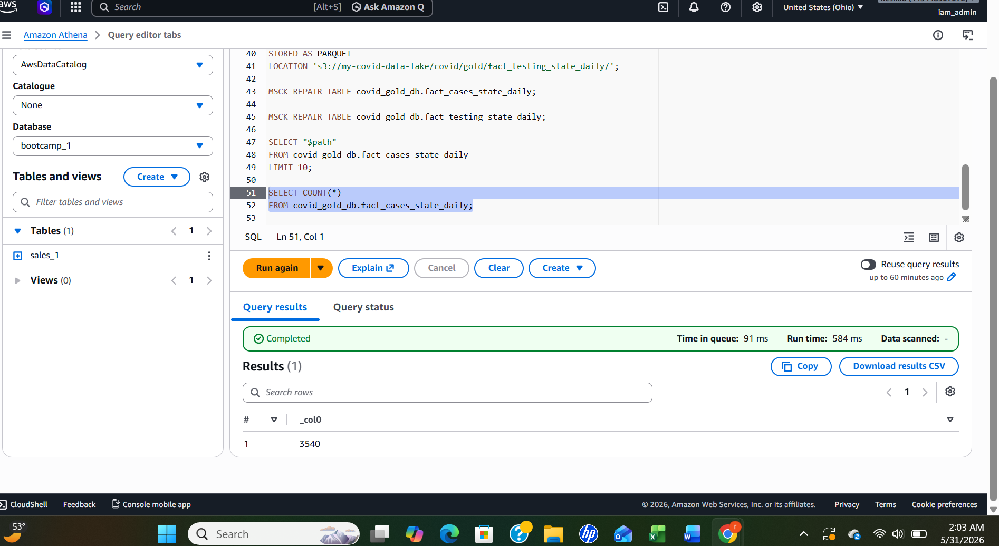 aws
Search
[Alt+S]
Ask Amazon Q
United States (Ohio)
iam_admin
Amazon Athena
Query editor tabs
AwsDataCatalog
Catalogue
None
Database
bootcamp_1
Tables and views
Create
Filter tables and views
Tables (1)
1
sales_1
Views (0)
1
40 STORED AS PARQUET
41 LOCATION 's3://my-covid-data-lake/covid/gold/fact_testing_state_daily/';
42
43 MSCK REPAIR TABLE covid_gold_db.fact_cases_state_daily;
44
45 MSCK REPAIR TABLE covid_gold_db.fact_testing_state_daily;
46
47 SELECT "$path"
48 FROM covid_gold_db.fact_cases_state_daily
49 LIMIT 10;
50
51 SELECT COUNT(*)
52 FROM covid_gold_db.fact_cases_state_daily;
53
SQL Ln 51, Col 1
Run again
Explain
Cancel
Clear
Create
Reuse query results
up to 60 minutes ago
Query results
Query status
Completed
Time in queue: 91 ms Run time: 584 ms Data scanned: -
Results (1)
Copy
Download results CSV
Search rows
1
# _col0
1 3540
CloudShell Feedback Console mobile app
© 2026, Amazon Web Services, Inc. or its affiliates. Privacy Terms Cookie preferences
53°
Search
2:03 AM
5/31/2026